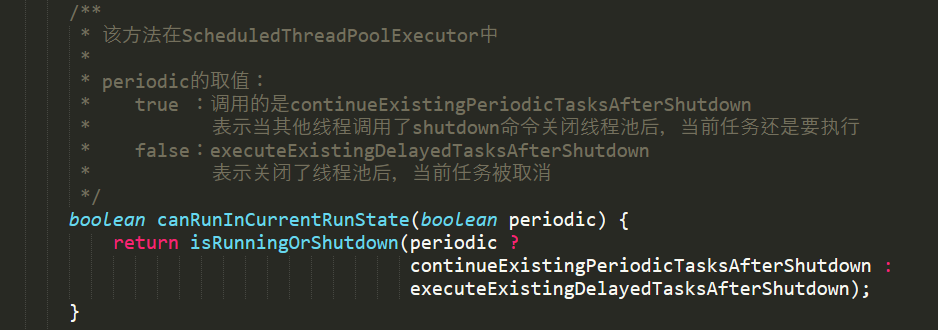 /**
* 该方法在ScheduledThreadPoolExecutor中
*
* periodic的取值：
* true ：调用的是continueExistingPeriodicTasksAfterShutdown
* 表示当其他线程调用了shutdown命令关闭线程池后，当前任务还是要执行
* false：executeExistingDelayedTasksAfterShutdown
* 表示关闭了线程池后，当前任务被取消
*/
boolean canRunInCurrentRunState(boolean periodic) {
return isRunningOrShutdown(periodic ?
continueExistingPeriodicTasksAfterShutdown :
executeExistingDelayedTasksAfterShutdown);
}